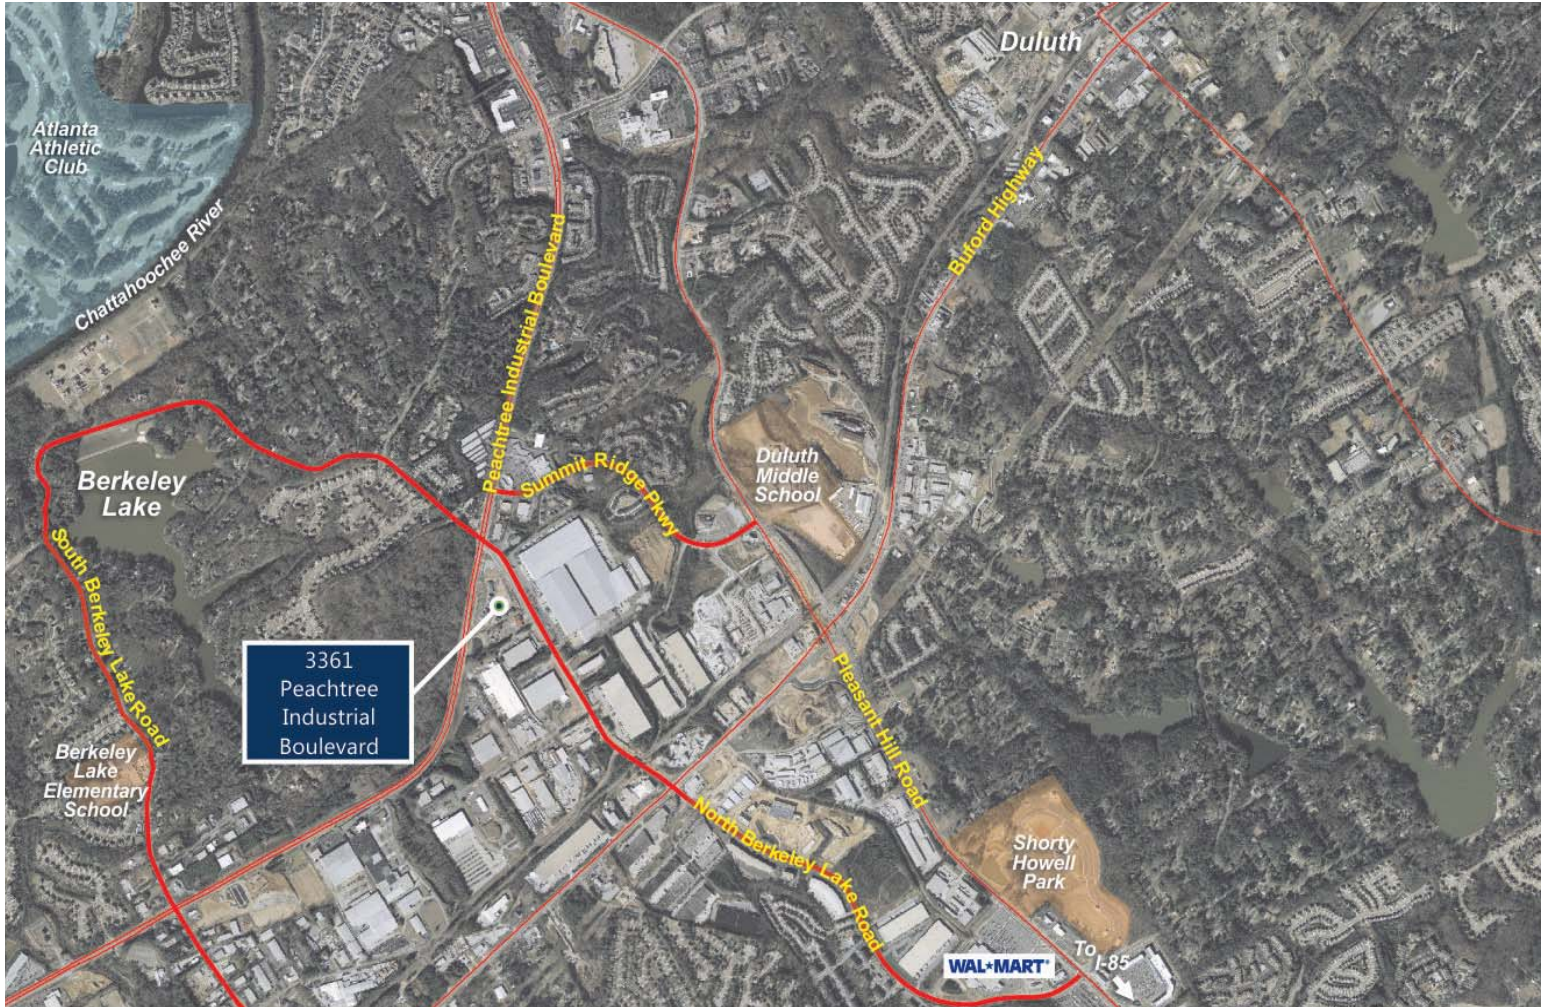 Duluth
Atlanta
Athletic
Club
Chattahoochee River
Peachtree Industrial Boulevard
Buford Highway
Berkeley
Lake
Summit Ridge Pkwy
Duluth
Middle
School
South Berkeley Lake Road
3361
Peachtree
Industrial
Boulevard
Pleasant Hill Road
Berkeley
Lake
Elementary
School
North Berkeley Lake Road
Shorty
Howell
Park
To
I-85
WAL★MART